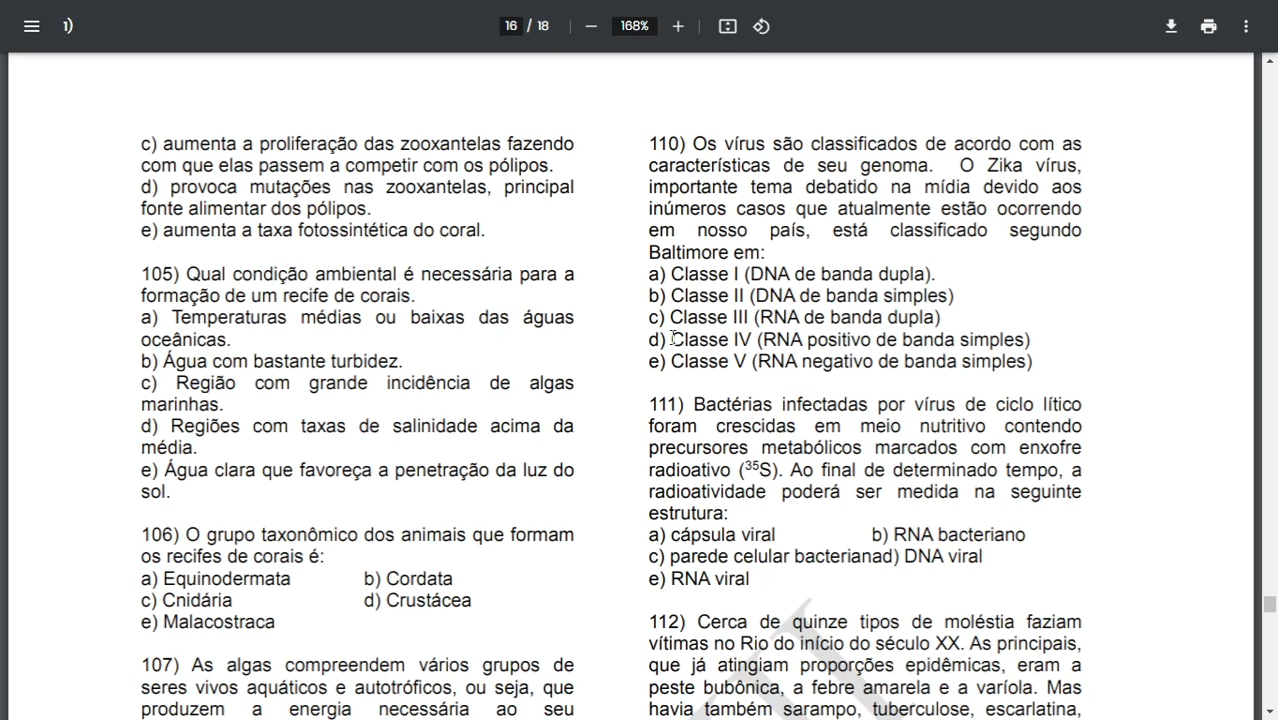 1)
16 / 18
168%
c) aumenta a proliferação das zooxantelas fazendo
com que elas passem a competir com os pólipos.
d) provoca mutações nas zooxantelas, principal
fonte alimentar dos pólipos.
e) aumenta a taxa fotossintética do coral.
105) Qual condição ambiental é necessária para a
formação de um recife de corais.
a) Temperaturas médias ou baixas das águas
oceânicas.
b) Água com bastante turbidez.
c) Região com grande incidência de algas
marinhas.
d) Regiões com taxas de salinidade acima da
média.
e) Água clara que favoreça a penetração da luz do
sol.
106) O grupo taxonômico dos animais que formam
os recifes de corais é:
a) Equinodermata b) Cordata
c) Cnidária d) Crustácea
e) Malacostraca
107) As algas compreendem vários grupos de
seres vivos aquáticos e autotróficos, ou seja, que
produzem a energia necessária ao seu
110) Os vírus são classificados de acordo com as
características de seu genoma. O Zika vírus,
importante tema debatido na mídia devido aos
inúmeros casos que atualmente estão ocorrendo
em nosso país, está classificado segundo
Baltimore em:
a) Classe I (DNA de banda dupla).
b) Classe II (DNA de banda simples)
c) Classe III (RNA de banda dupla)
d) Classe IV (RNA positivo de banda simples)
e) Classe V (RNA negativo de banda simples)
111) Bactérias infectadas por vírus de ciclo lítico
foram crescidas em meio nutritivo contendo
precursores metabólicos marcados com enxofre
radioativo (³⁵S). Ao final de determinado tempo, a
radioatividade poderá ser medida na seguinte
estrutura:
a) cápsula viral b) RNA bacteriano
c) parede celular bacterianad) DNA viral
e) RNA viral
112) Cerca de quinze tipos de moléstia faziam
vítimas no Rio do início do século XX. As principais,
que já atingiam proporções epidêmicas, eram a
peste bubônica, a febre amarela e a varíola. Mas
havia também sarampo, tuberculose, escarlatina,